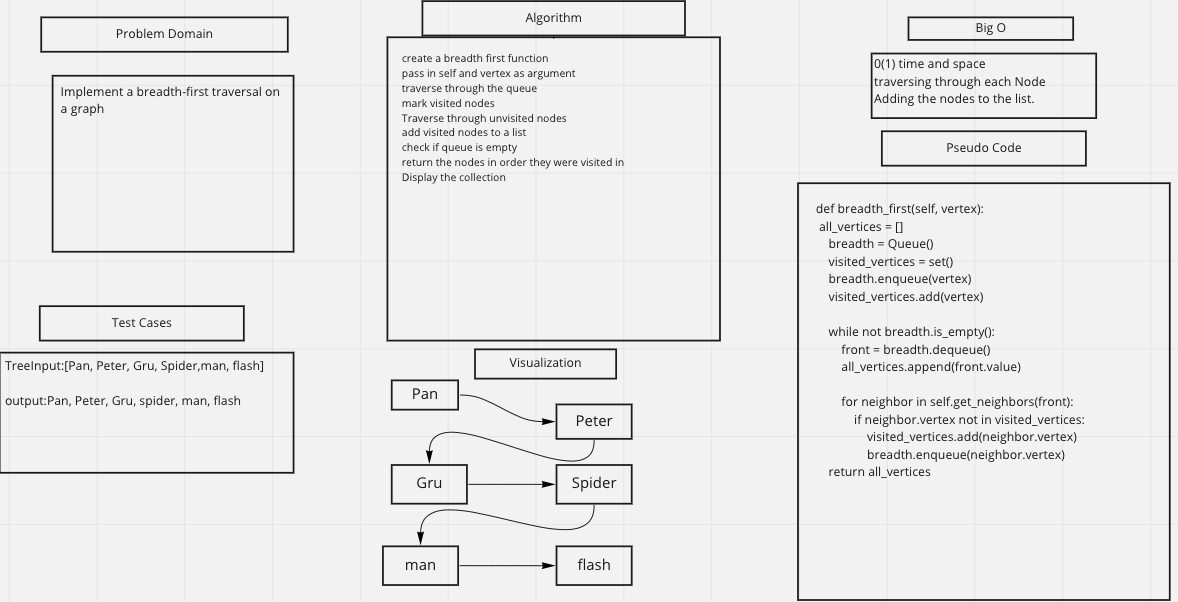 Problem Domain
Implement a breadth-first traversal on
a graph
Test Cases
TreeInput:[Pan, Peter, Gru, Spider,man, flash]
output:Pan, Peter, Gru, spider, man, flash
Algorithm
create a breadth first function
pass in self and vertex as argument
traverse through the queue
mark visited nodes
Traverse through unvisited nodes
add visited nodes to a list
check if queue is empty
return the nodes in order they were visited in
Display the collection
Visualization
Pan
Peter
Gru
Spider
man
flash
Big O
0(1) time and space
traversing through each Node
Adding the nodes to the list.
Pseudo Code
def breadth_first(self, vertex):
all_vertices = []
breadth = Queue()
visited_vertices = set()
breadth.enqueue(vertex)
visited_vertices.add(vertex)
while not breadth.is_empty():
front = breadth.dequeue()
all_vertices.append(front.value)
for neighbor in self.get_neighbors(front):
if neighbor.vertex not in visited_vertices:
visited_vertices.add(neighbor.vertex)
breadth.enqueue(neighbor.vertex)
return all_vertices